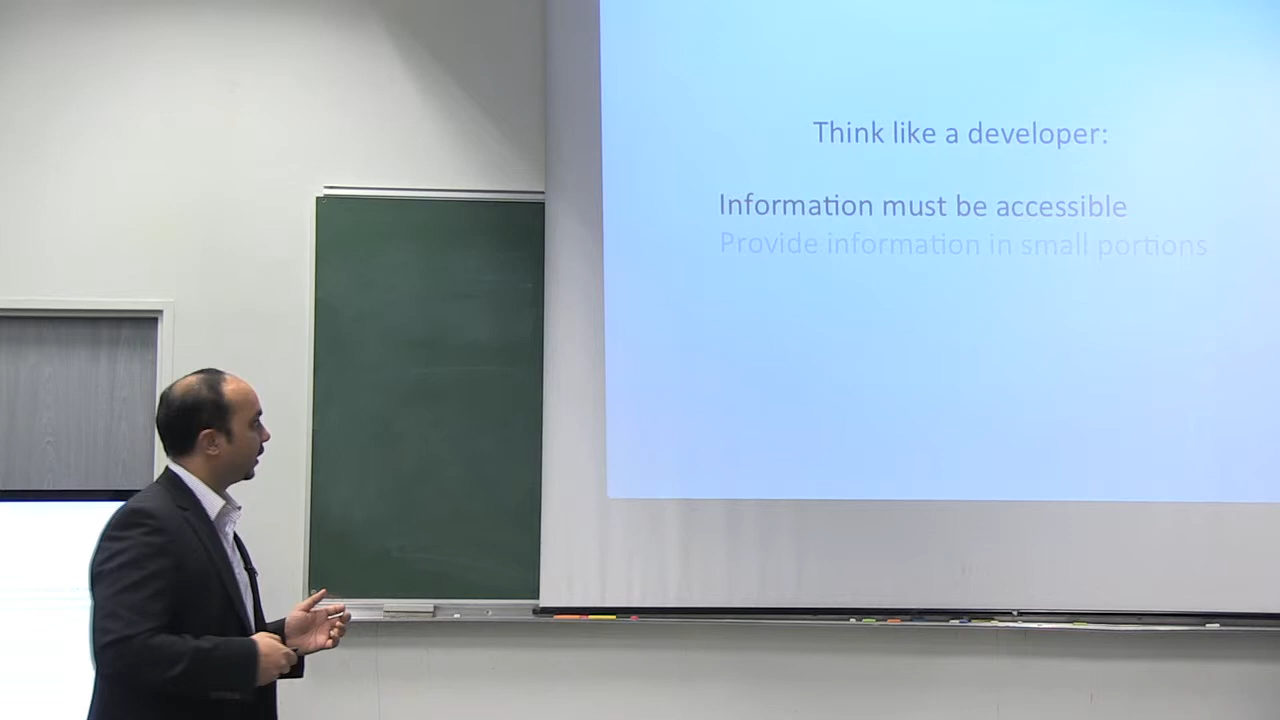 Think like a developer:
Information must be accessible
Provide information in small portions